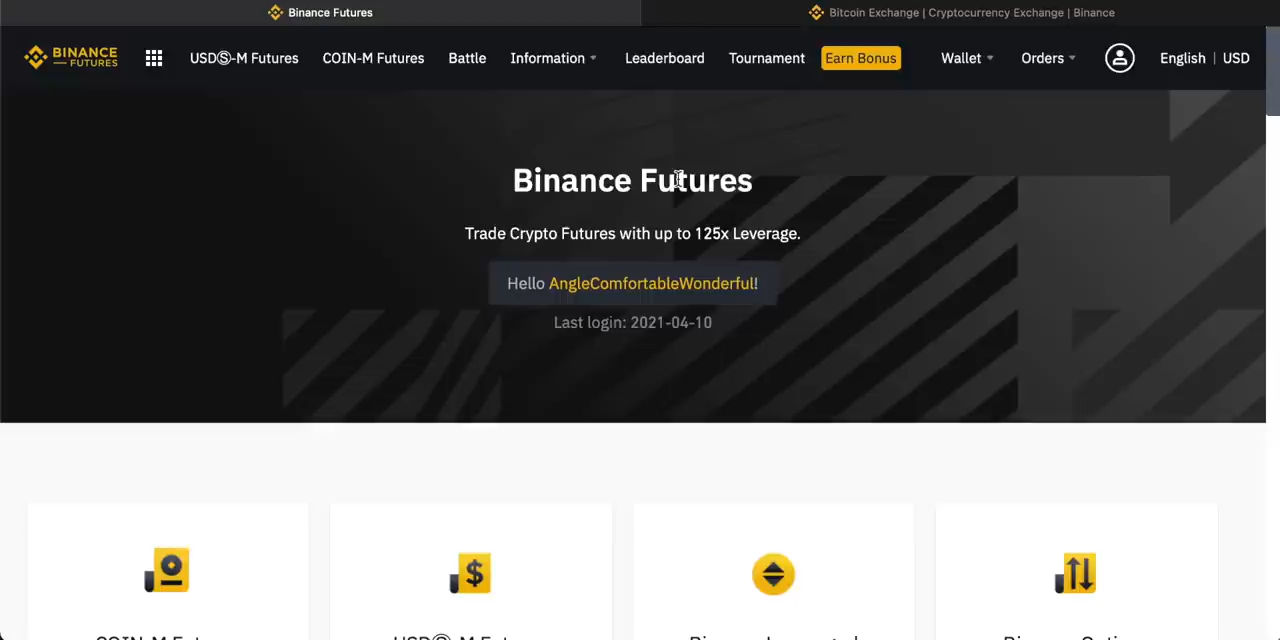 Binance Futures
Bitcoin Exchange | Cryptocurrency Exchange | Binance
BINANCE
FUTURES
USDⓈ-M Futures COIN-M Futures Battle Information Leaderboard Tournament Earn Bonus Wallet Orders English | USD
Binance Futures
Trade Crypto Futures with up to 125x Leverage.
Hello AngleComfortableWonderful!
Last login: 2021-04-10